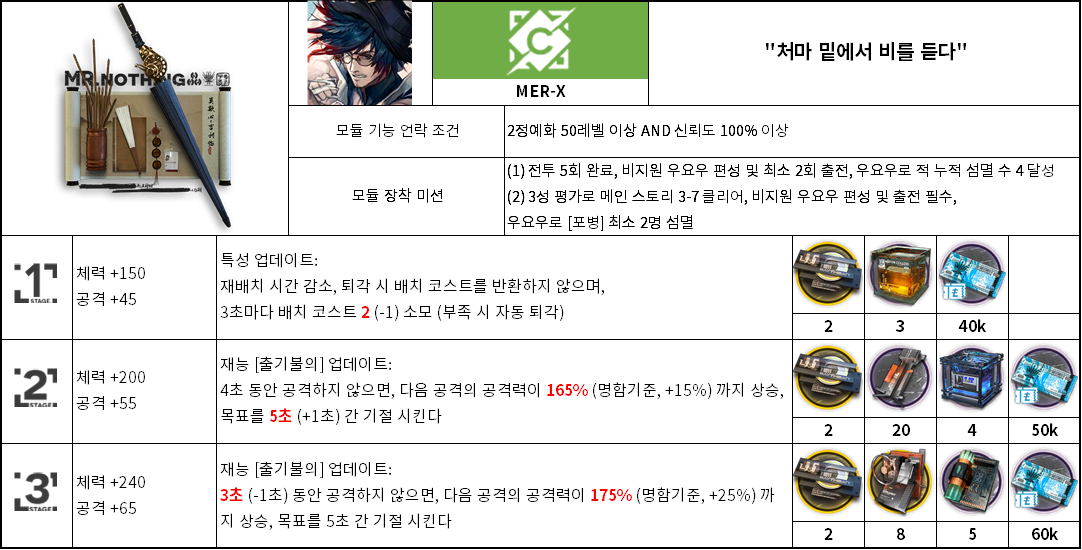 MR.NOTHING
MER-X
"처마 밑에서 비를 듣다"
모듈 기능 언락 조건
2정예화 50레벨 이상 AND 신뢰도 100% 이상
모듈 장착 미션
(1) 전투 5회 완료, 비지원 우요우 편성 및 최소 2회 출전, 우요우로 적 누적 섬멸 수 4 달성
(2) 3성 평가로 메인 스토리 3-7 클리어, 비지원 우요우 편성 및 출전 필수,
우요우로 [포병] 최소 2명 섬멸
1
STAGE.
체력 +150
공격 +45
특성 업데이트:
재배치 시간 감소, 퇴각 시 배치 코스트를 반환하지 않으며,
3초마다 배치 코스트 2 (-1) 소모 (부족 시 자동 퇴각)
2
3
40k
2
STAGE.
체력 +200
공격 +55
재능 [출기불의] 업데이트:
4초 동안 공격하지 않으면, 다음 공격의 공격력이 165% (명함기준, +15%) 까지 상승,
목표를 5초 (+1초) 간 기절 시킨다
2
20
4
50k
3
STAGE.
체력 +240
공격 +65
재능 [출기불의] 업데이트:
3초 (-1초) 동안 공격하지 않으면, 다음 공격의 공격력이 175% (명함기준, +25%) 까
지 상승, 목표를 5초 간 기절 시킨다
2
8
5
60k